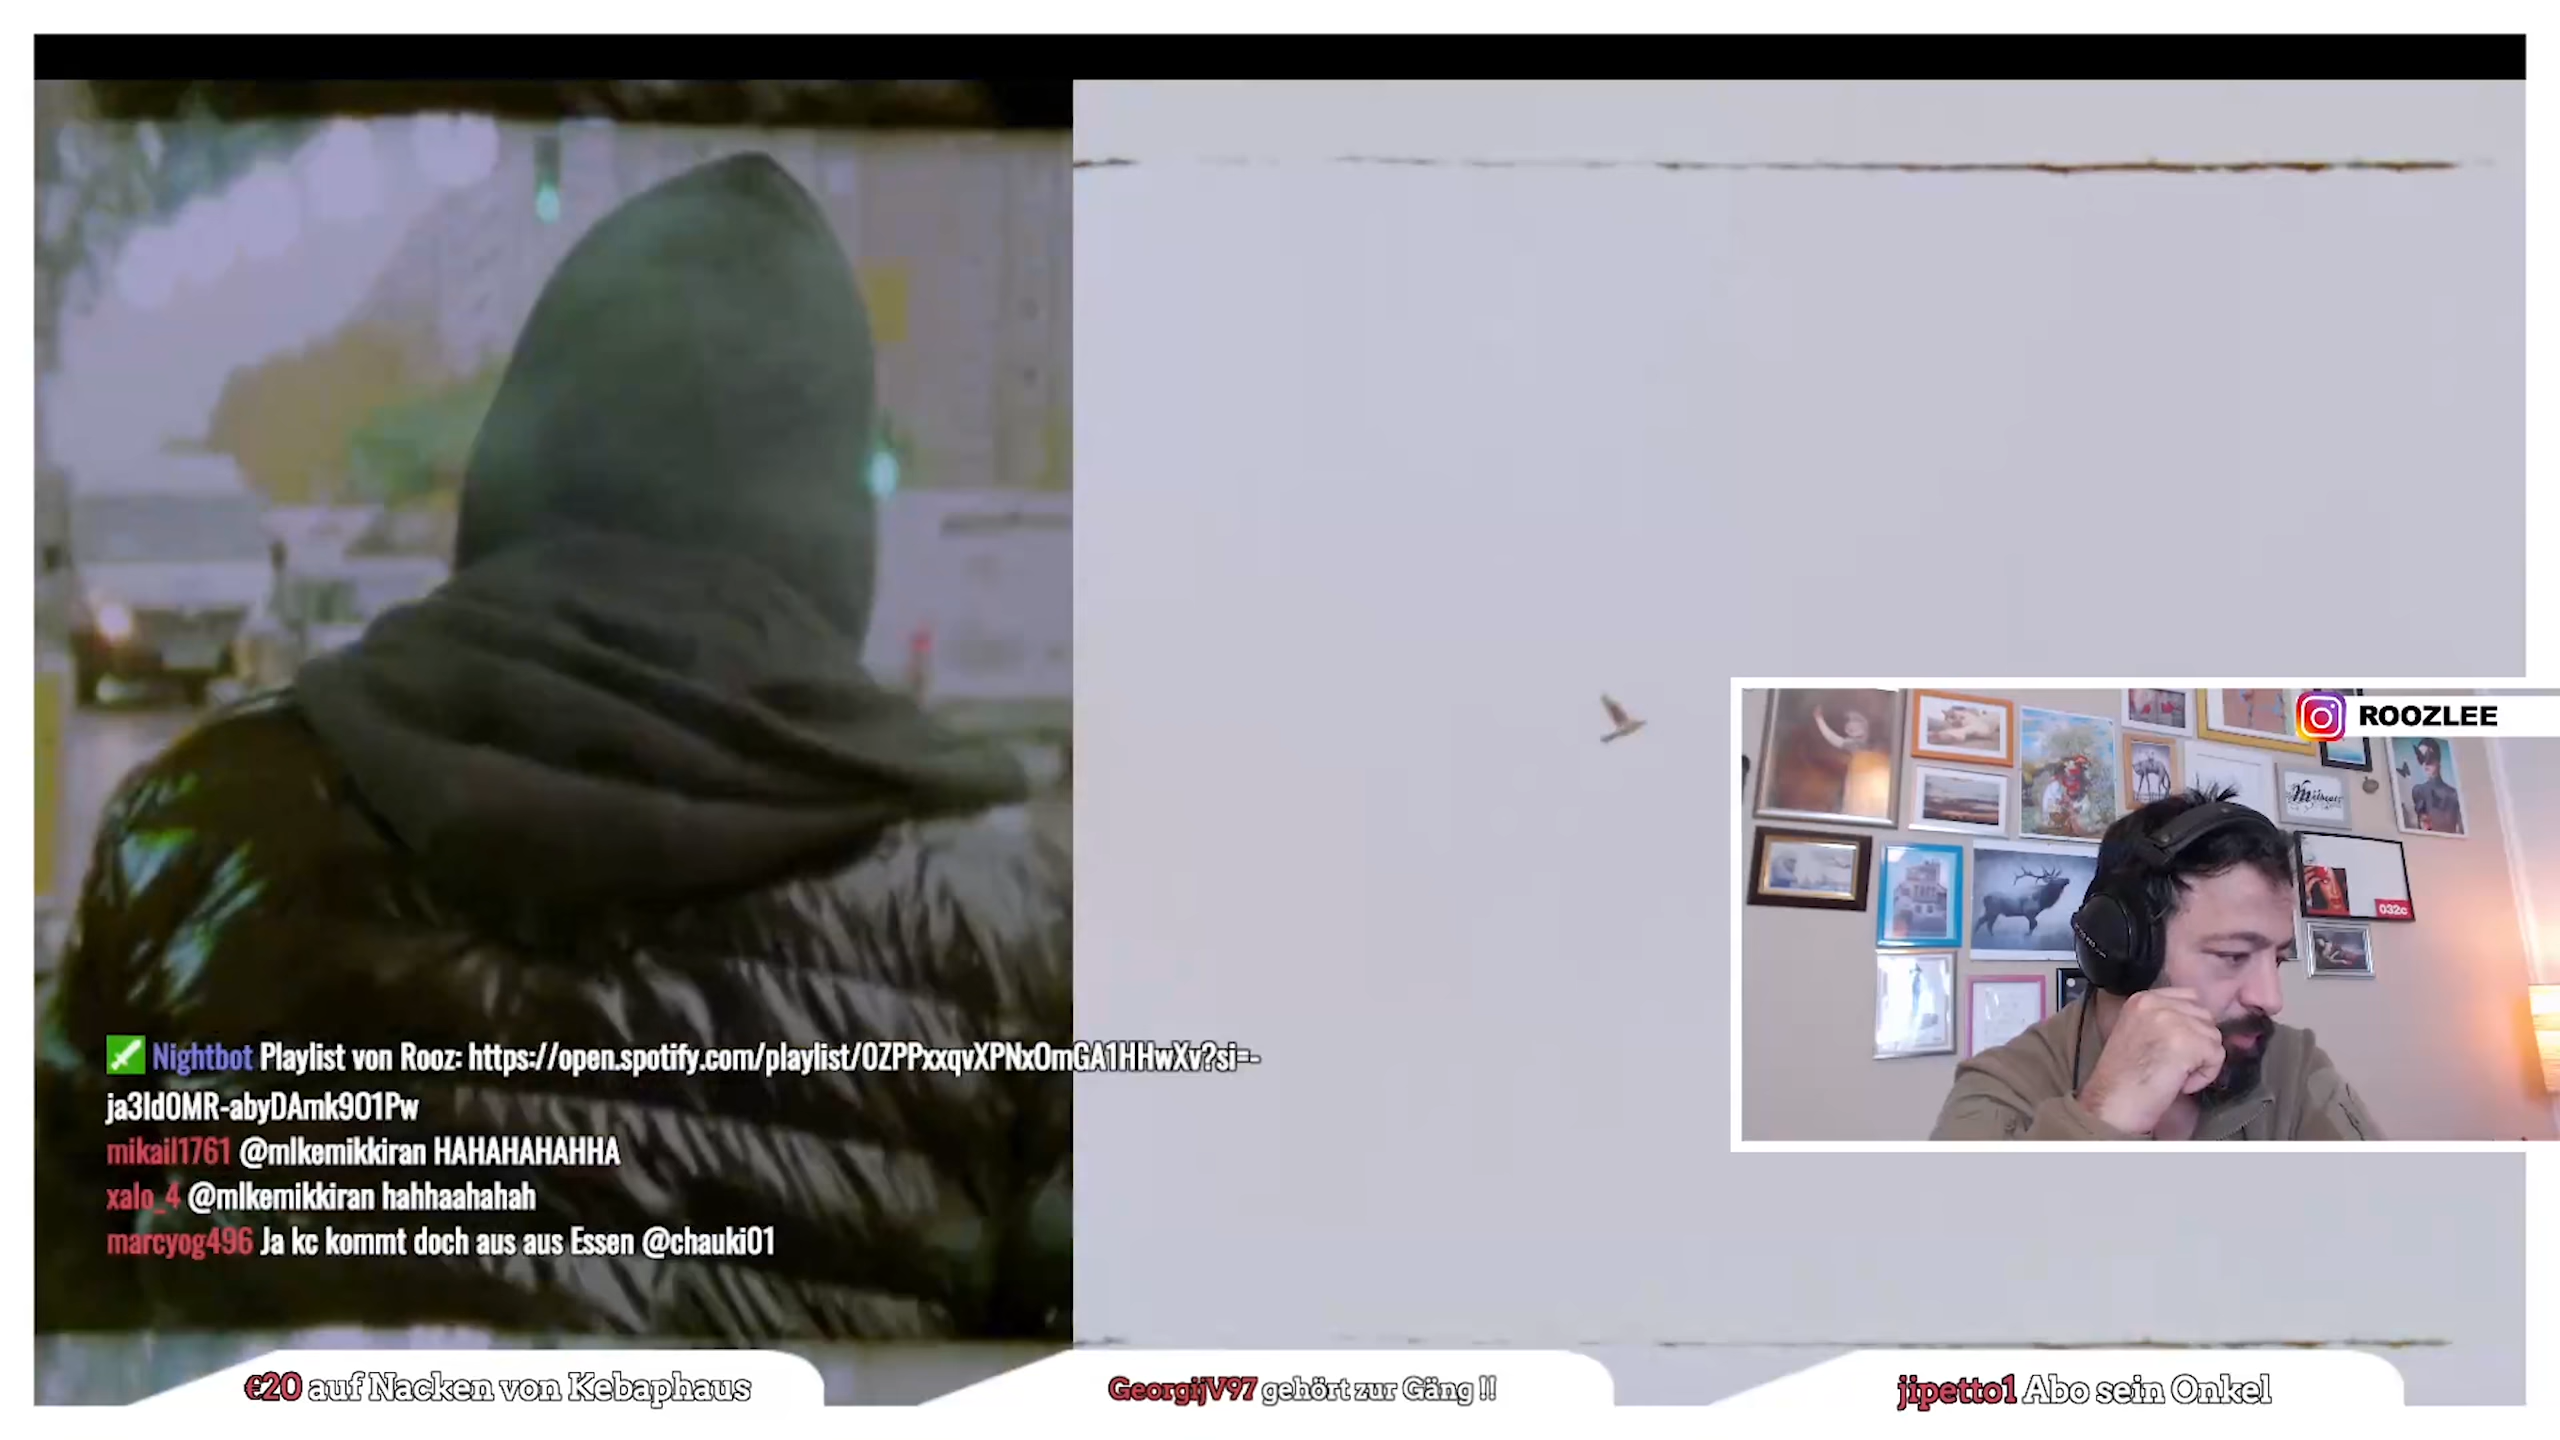 ROOZLEE
032c
Nightbot Playlist von Rooz: https://open.spotify.com/playlist/0ZPPxxqvXPNxOmGA1HHwXv?si=-
ja3Id0MR-abyDAmk901Pw
mikail1761 @mlkemikkiran HAHAHAHAHHA
xalo_4 @mlkemikkiran hahhaahahah
marcyog496 Ja kc kommt doch aus aus Essen @chauki01
€20 auf Nacken von Kebaphaus
GeorgijV97 gehört zur Gäng !!
jipetto1 Abo sein Onkel